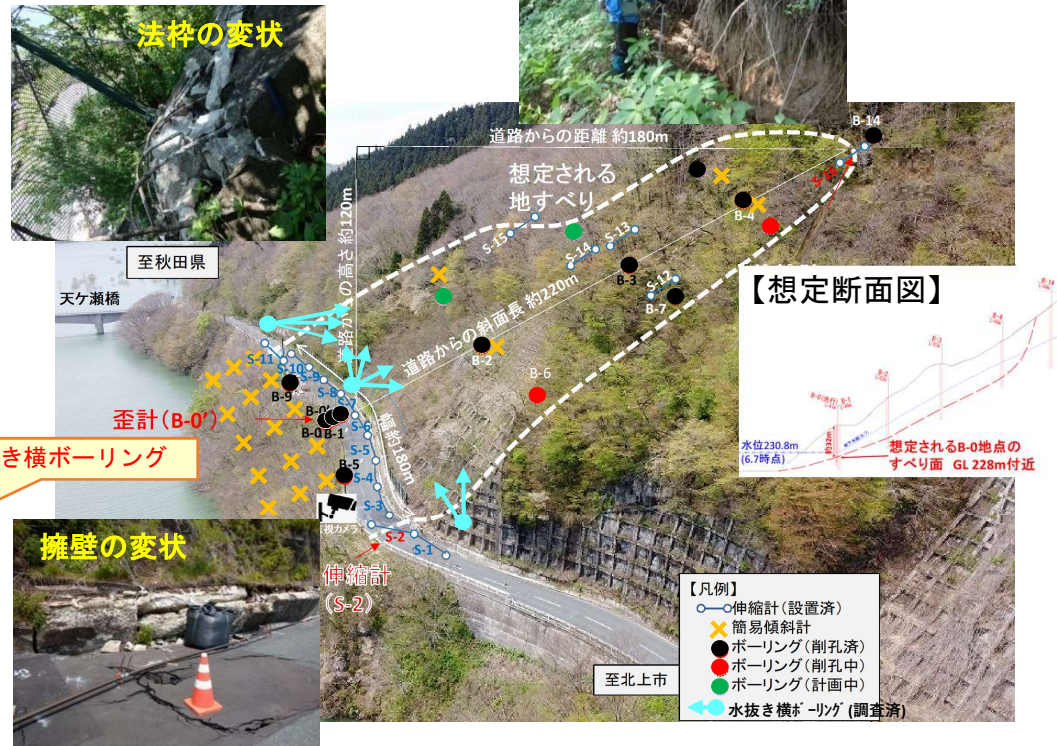 法枠の変状
道路からの距離 約180m
B-14
S-16
想定される
地すべり
B-4
至秋田県
天ケ瀬橋
S-15
S-14
S-13
B-3
S-12
B-7
道路からの斜面長 約220m
らの高さ約120m
B-2
B-6
S-11
S-10
S-9
S-8
S-7
S-6
S-5
S-4
S-3
S-2
S-1
B-9
歪計(B-0')
B-0'
B-0
B-1
B-5
幅約180m
き横ボーリング
視カメラ
伸縮計
(S-2)
擁壁の変状
至北上市
【想定断面図】
水位230.8m
(6.7時点)
想定されるB-0地点の
すべり面 GL 228m付近
【凡例】
伸縮計(設置済)
簡易傾斜計
ボーリング(削孔済)
ボーリング(削孔中)
ボーリング(計画中)
水抜き横ボーリング(調査済)